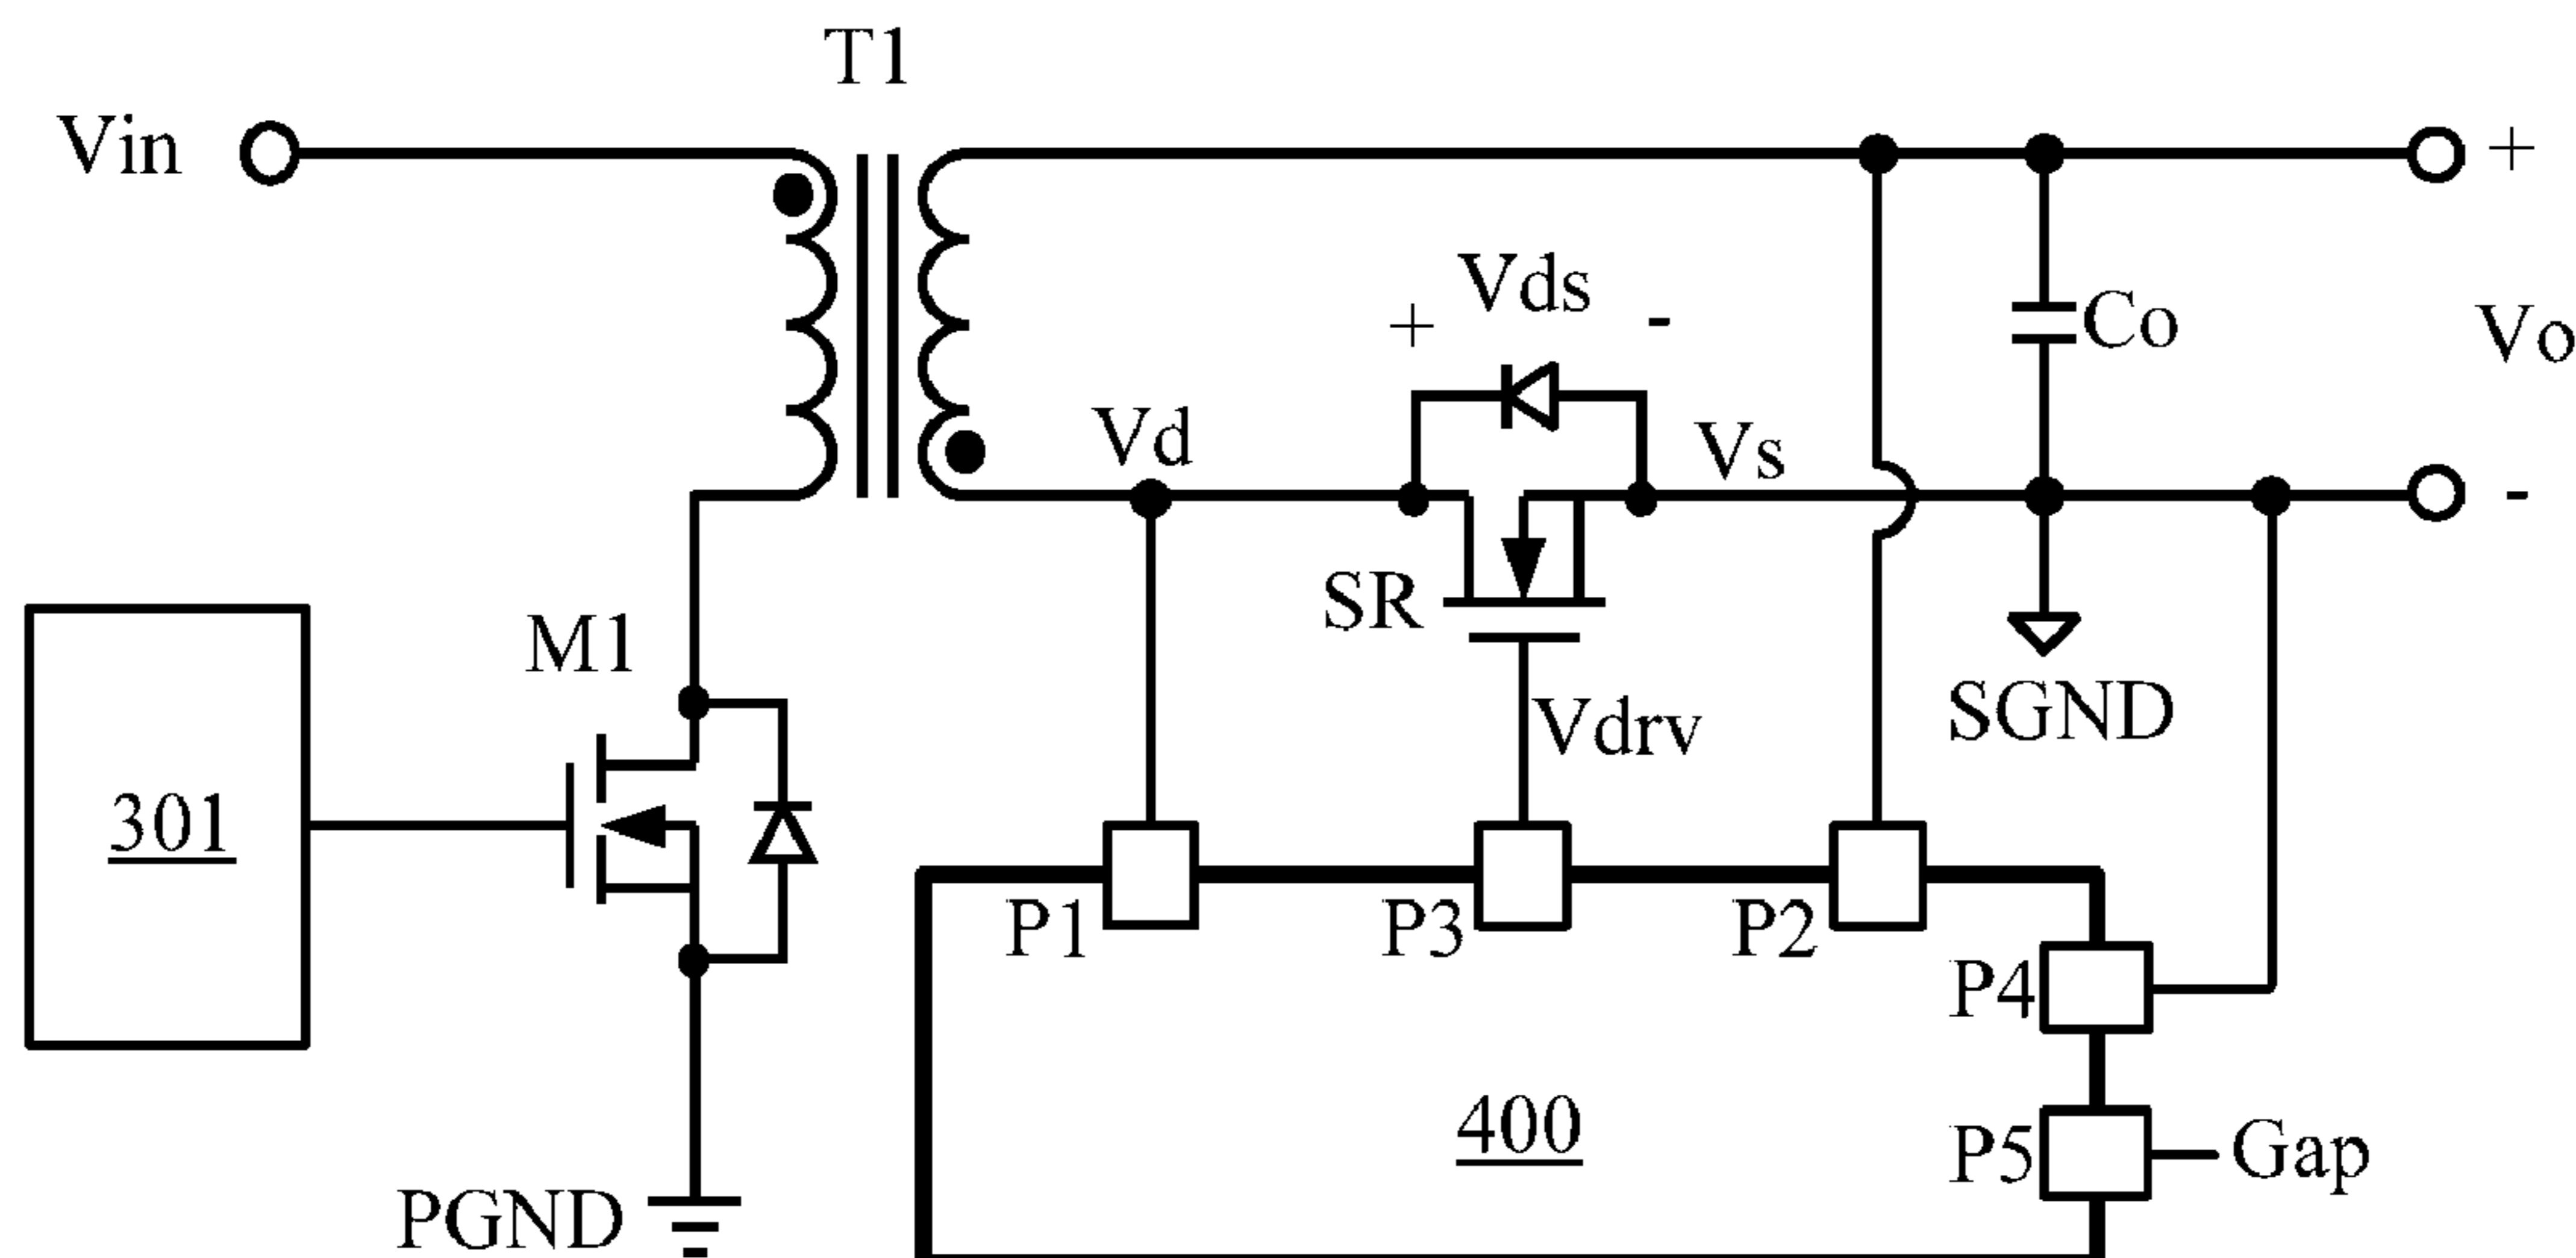 T1
Vin
+
Vds
+ -
Co
Vo
Vd
Vs
-
SR
M1
Vdrv
SGND
301
P1
P3
P2
P4
400
P5
Gap
PGND